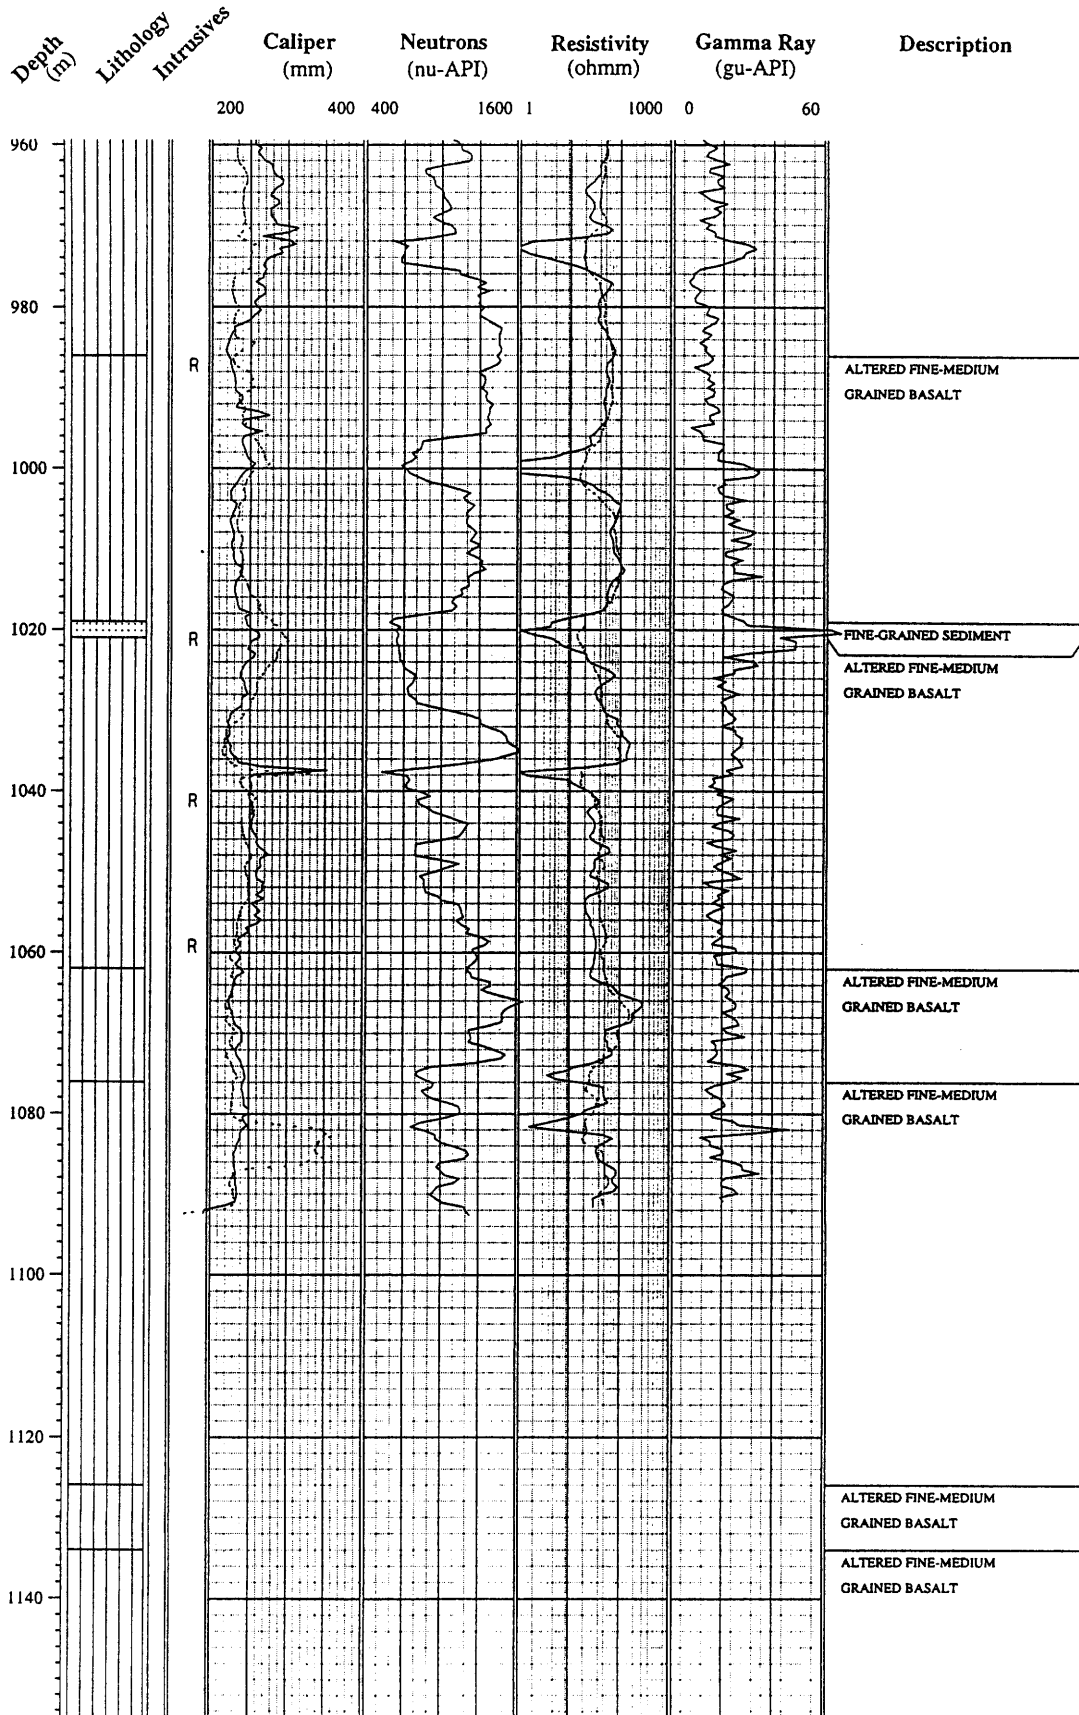 Depth (m) Lithology Intrusives Caliper (mm) Neutrons (nu-API) Resistivity (ohmm) Gamma Ray (gu-API) Description
200 400 400 1600 1 1000 0 60
960
980
R
ALTERED FINE-MEDIUM
GRAINED BASALT
1000
1020
R
FINE-GRAINED SEDIMENT
ALTERED FINE-MEDIUM
GRAINED BASALT
1040
R
R
1060
ALTERED FINE-MEDIUM
GRAINED BASALT
1080
ALTERED FINE-MEDIUM
GRAINED BASALT
1100
1120
ALTERED FINE-MEDIUM
GRAINED BASALT
ALTERED FINE-MEDIUM
GRAINED BASALT
1140